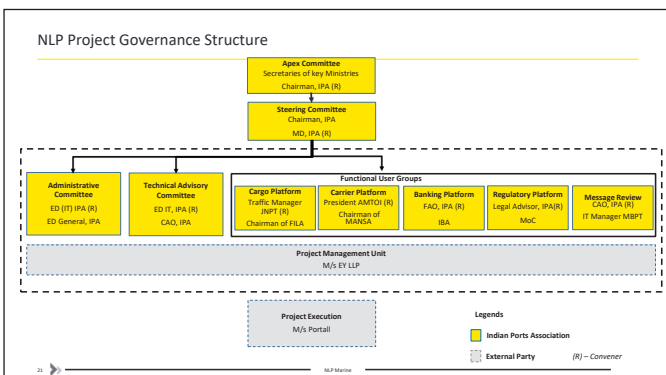 NLP Project Governance Structure
Apex Committee
Secretaries of key Ministries
Chairman, IPA (R)
Steering Committee
Chairman, IPA
MD, IPA (R)
Administrative
Committee
ED (IT) IPA (R)
ED General, IPA
Technical Advisory
Committee
ED IT, IPA (R)
CAO, IPA
Functional User Groups
Cargo Platform
Traffic Manager
JNPT (R)
Chairman of FILA
Carrier Platform
President AMTOI (R)
Chairman of
MANSA
Banking Platform
FAO, IPA (R)
IBA
Regulatory Platform
Legal Advisor, IPA(R)
MoC
Message Review
CAO, IPA (R)
IT Manager MBPT
Project Management Unit
M/s EY LLP
Project Execution
M/s Portall
Legends
Indian Ports Association
External Party
(R) – Convener
21
NLP Marine